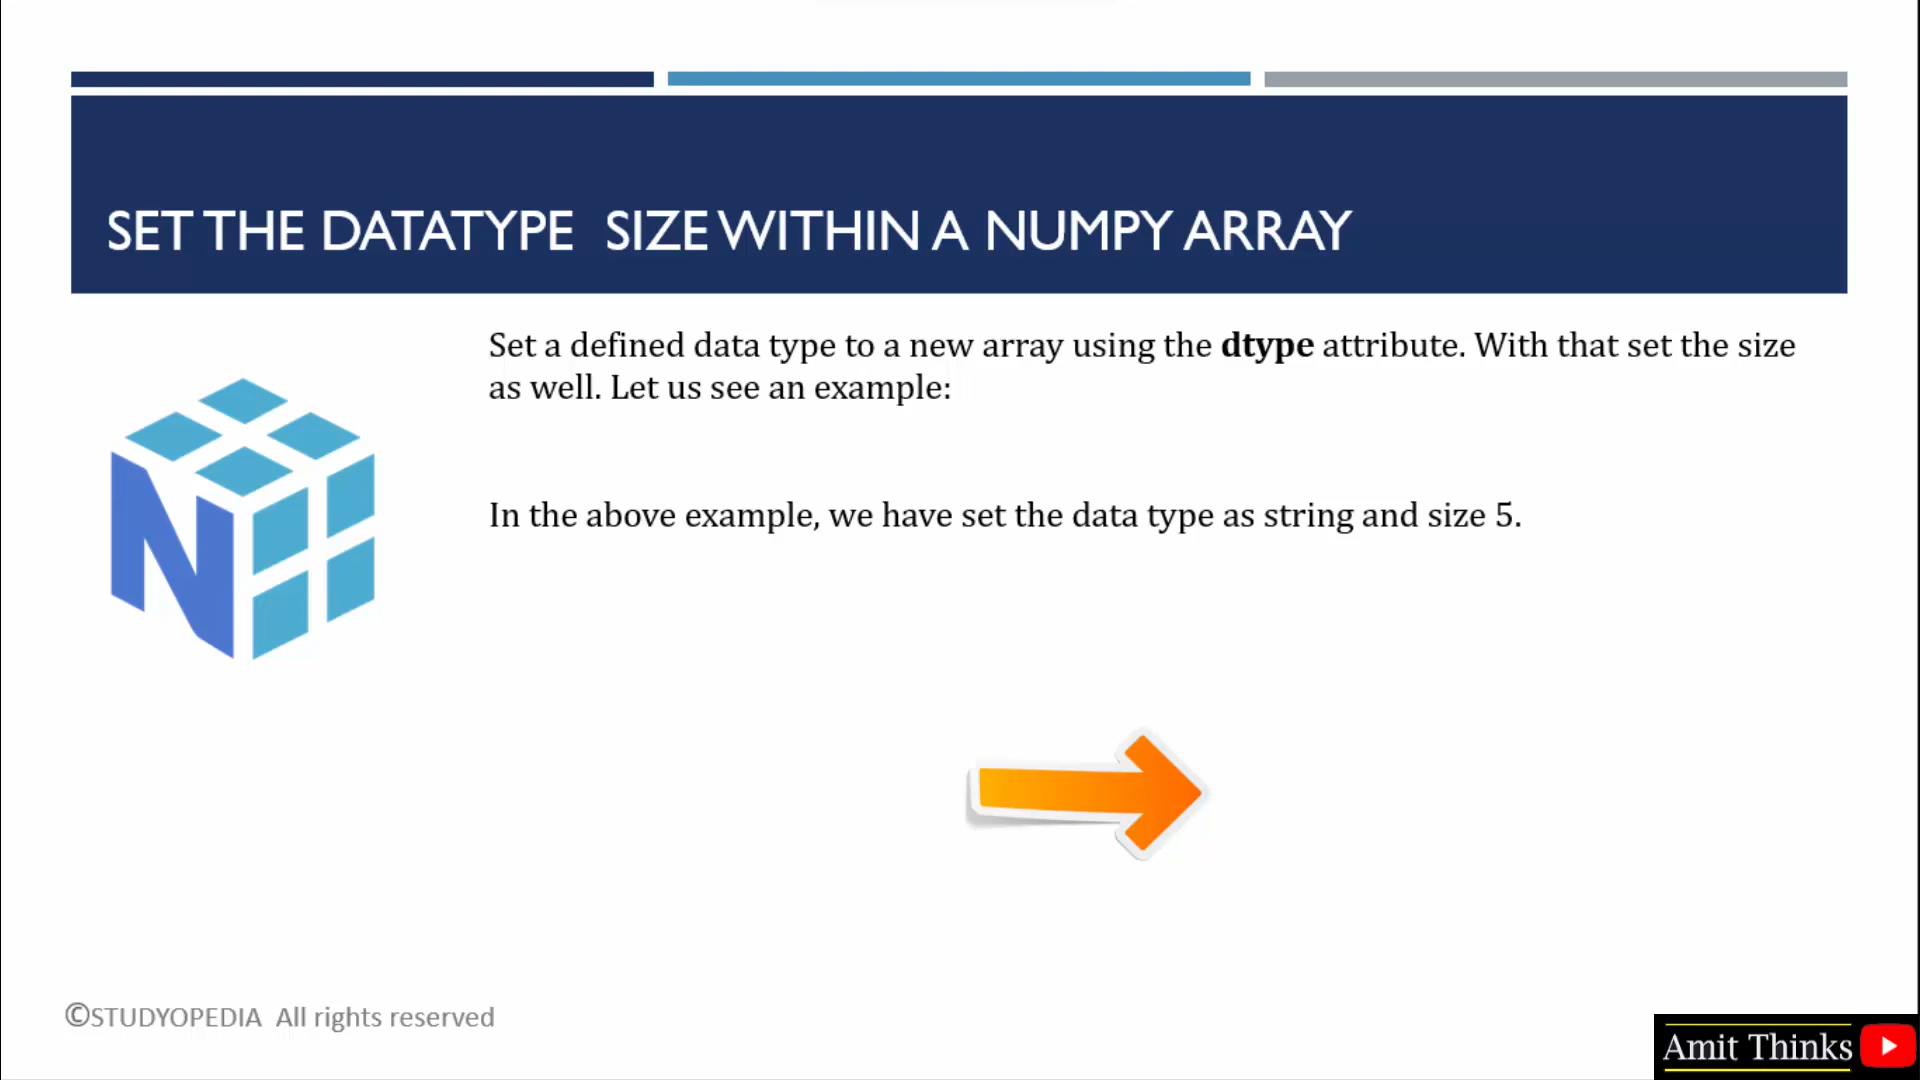 SET THE DATATYPE SIZE WITHIN A NUMPY ARRAY
Set a defined data type to a new array using the dtype attribute. With that set the size
as well. Let us see an example:
In the above example, we have set the data type as string and size 5.
N
©STUDYOPEDIA All rights reserved
Amit Thinks